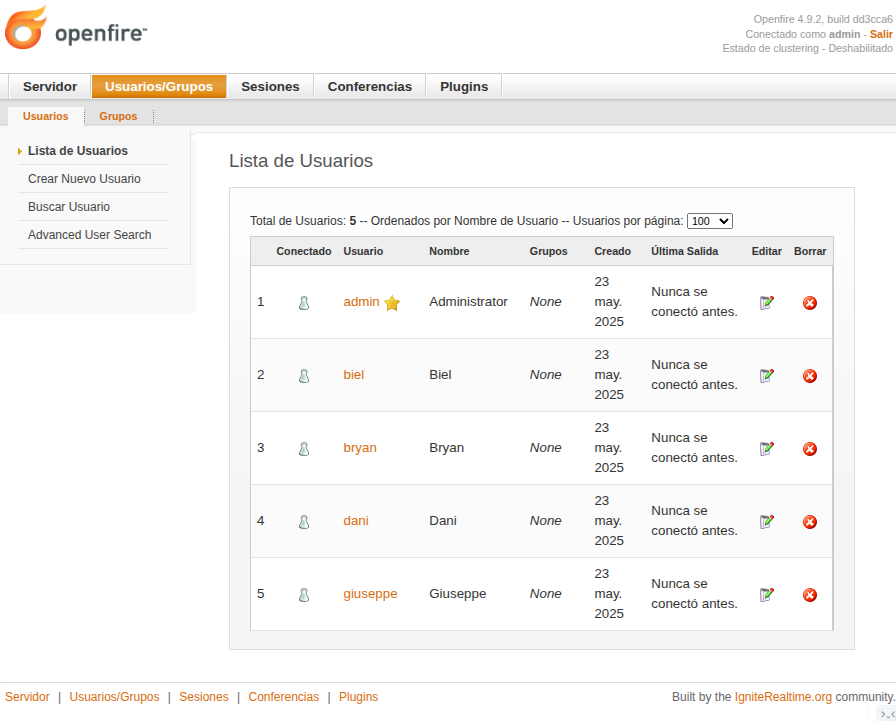 openfire™
Openfire 4.9.2, build dd3cca6
Conectado como admin - Salir
Estado de clustering - Deshabilitado
Servidor Usuarios/Grupos Sesiones Conferencias Plugins
Usuarios Grupos
Lista de Usuarios
Crear Nuevo Usuario
Buscar Usuario
Advanced User Search
Lista de Usuarios
Total de Usuarios: 5 -- Ordenados por Nombre de Usuario -- Usuarios por página: 100
Conectado Usuario Nombre Grupos Creado Última Salida Editar Borrar
1 admin Administrator None 23 may. 2025 Nunca se conectó antes.
2 biel Biel None 23 may. 2025 Nunca se conectó antes.
3 bryan Bryan None 23 may. 2025 Nunca se conectó antes.
4 dani Dani None 23 may. 2025 Nunca se conectó antes.
5 giuseppe Giuseppe None 23 may. 2025 Nunca se conectó antes.
Servidor | Usuarios/Grupos | Sesiones | Conferencias | Plugins
Built by the IgniteRealtime.org community.